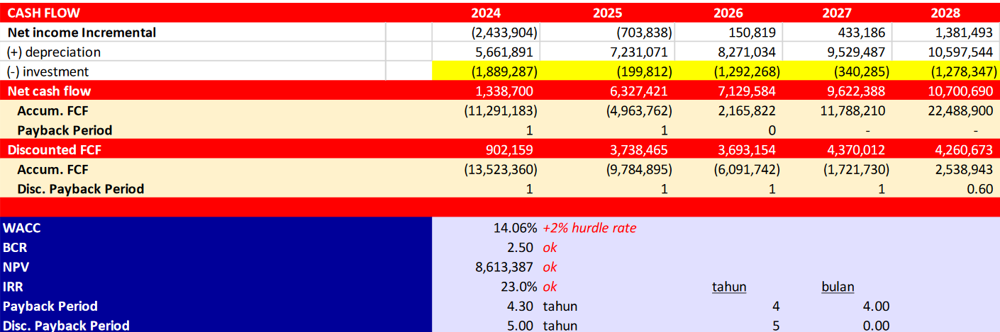 CASH FLOW 2024 2025 2026 2027 2028
Net income Incremental (2,433,904) (703,838) 150,819 433,186 1,381,493
(+) depreciation 5,661,891 7,231,071 8,271,034 9,529,487 10,597,544
(-) investment (1,889,287) (199,812) (1,292,268) (340,285) (1,278,347)
Net cash flow 1,338,700 6,327,421 7,129,584 9,622,388 10,700,690
Accum. FCF (11,291,183) (4,963,762) 2,165,822 11,788,210 22,488,900
Payback Period 1 1 0 - -
Discounted FCF 902,159 3,738,465 3,693,154 4,370,012 4,260,673
Accum. FCF (13,523,360) (9,784,895) (6,091,742) (1,721,730) 2,538,943
Disc. Payback Period 1 1 1 1 0.60
WACC 14.06% +2% hurdle rate
BCR 2.50 ok
NPV 8,613,387 ok
IRR 23.0% ok tahun bulan
Payback Period 4.30 tahun 4 4.00
Disc. Payback Period 5.00 tahun 5 0.00